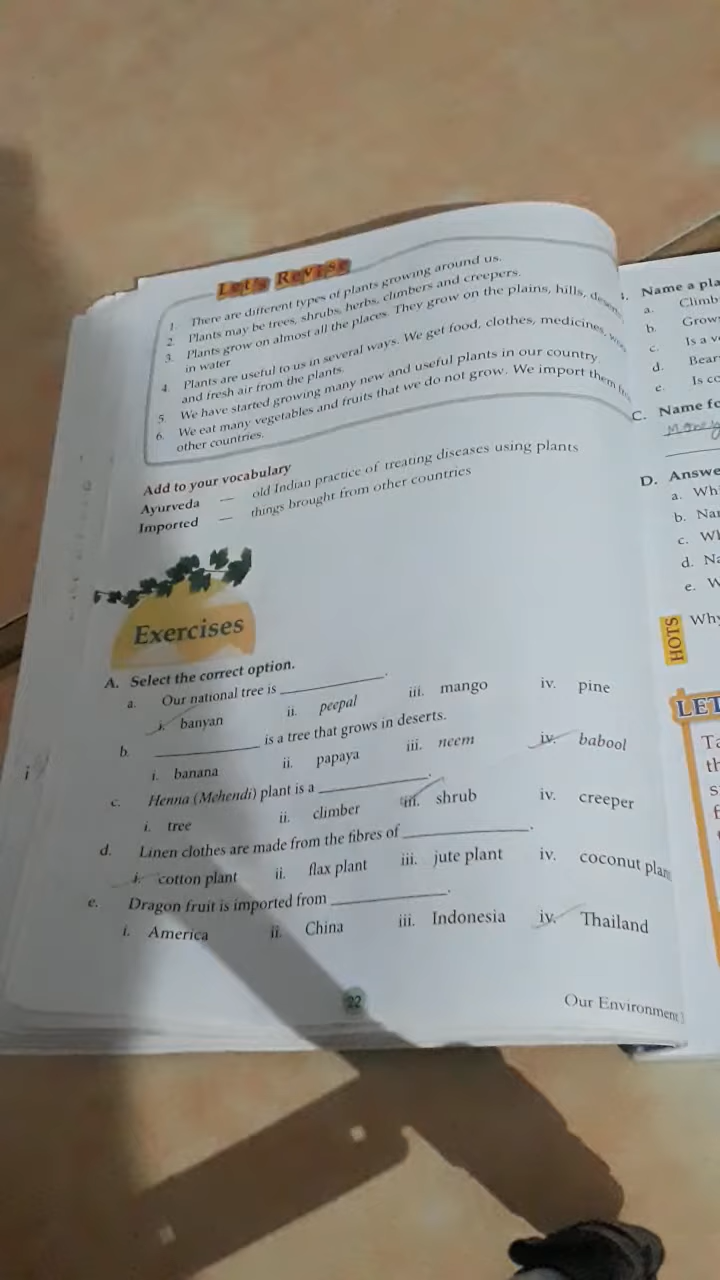 Let's Revise
1. There are different types of plants growing around us.
2. Plants may be trees, shrubs, herbs, climbers and creepers.
3. Plants grow on almost all the places. They grow on the plains, hills,
in water
4. Plants are useful to us in several ways. We get food, clothes, medicines,
and fresh air from the plants.
5. We have started growing many new and useful plants in our country
6. We eat many vegetables and fruits that we do not grow. We import them
other countries.
Add to your vocabulary
Ayurveda — old Indian practice of treating diseases using plants
Imported — things brought from other countries
Exercises
A. Select the correct option.
a. Our national tree is ____________.
i. banyan ii. peepal iii. mango iv. pine
b. ____________ is a tree that grows in deserts.
i. banana ii. papaya iii. neem iv. babool
c. Henna (Mehendi) plant is a ____________.
i. tree ii. climber iii. shrub iv. creeper
d. Linen clothes are made from the fibres of ____________.
i. cotton plant ii. flax plant iii. jute plant iv. coconut plan
e. Dragon fruit is imported from ____________.
i. America ii. China iii. Indonesia iv. Thailand
22
Our Environment
Name a pla
a. Climb
b. Grow
c. Is a v
d. Bear
e. Is co
C. Name fo
D. Answe
a. Wh
b. Nan
c. Wh
d. Na
e. W
HOTS Why
LET
Ta
th